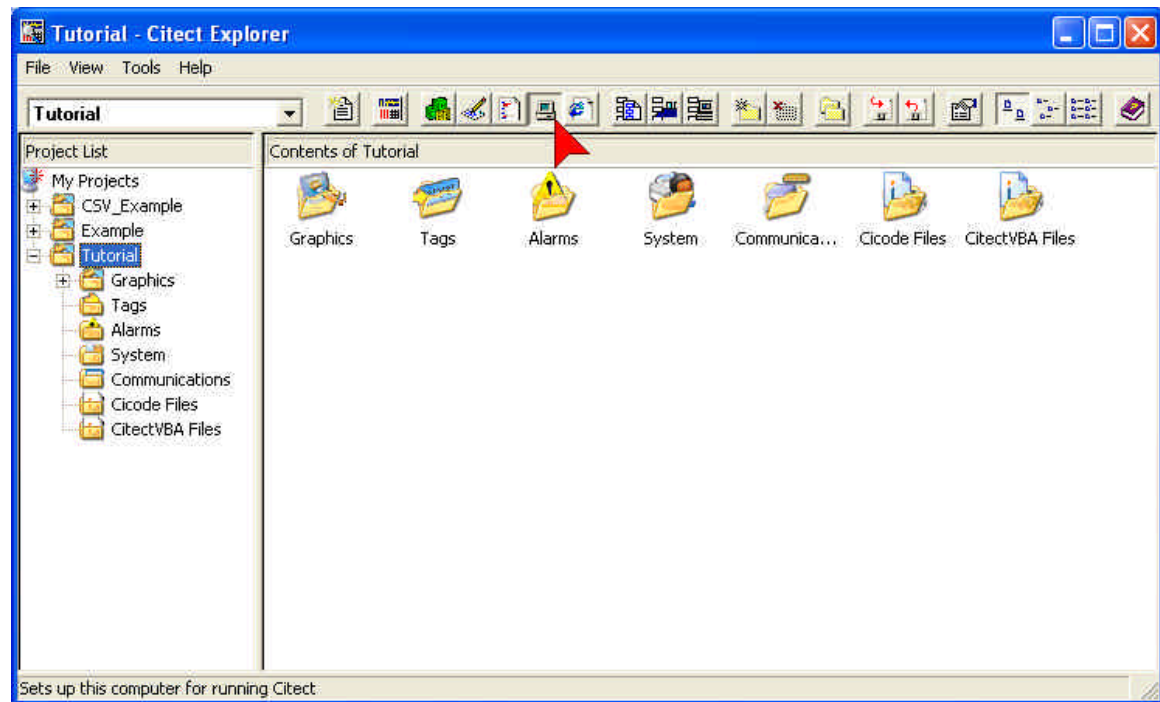 Tutorial - Citect Explorer
File View Tools Help
Tutorial
Project List
Contents of Tutorial
My Projects
CSV_Example
Example
Tutorial
Graphics
Tags
Alarms
System
Communications
Cicode Files
CitectVBA Files
Graphics Tags Alarms System Communica... Cicode Files CitectVBA Files
Sets up this computer for running Citect